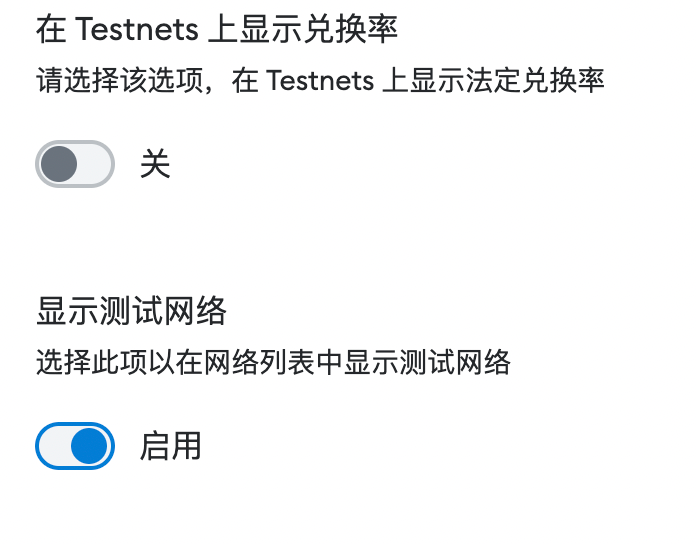 在 Testnets 上显示兑换率
请选择该选项，在 Testnets 上显示法定兑换率
关
显示测试网络
选择此项以在网络列表中显示测试网络
启用